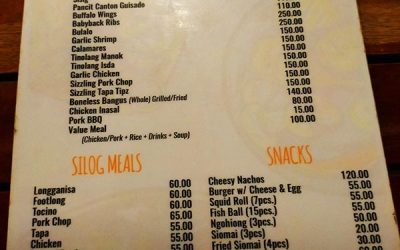 Pancit Canton Guisado
Buffalo Wings 110.00
Babyback Ribs 250.00
Bulalo 150.00
Garlic Shrimp 150.00
Calamares 150.00
Tinolang Manok 150.00
Tinolang Isda 150.00
Garlic Chicken 150.00
Sizzling Pork Chop 150.00
Sizzling Tapa Tipz 150.00
Boneless Bangus (Whole) Grilled/Fried 140.00
Chicken Inasal 80.00
Pork BBQ 15.00
Value Meal 100.00
(Chicken/Pork + Rice + Drinks + Soup)
SILOG MEALS
Longganisa 60.00
Footlong 60.00
Tocino 65.00
Pork Chop 65.00
Tapa 55.00
Chicken 55.00
SNACKS
Cheesy Nachos 120.00
Burger w/ Cheese & Egg 55.00
Squid Roll (7pcs.) 50.00
Fish Ball (15pcs.) 50.00
Ngohiong (3pcs.) 55.00
Siomai (3pcs) 20.00
Fried Siomai (4pcs) 30.00